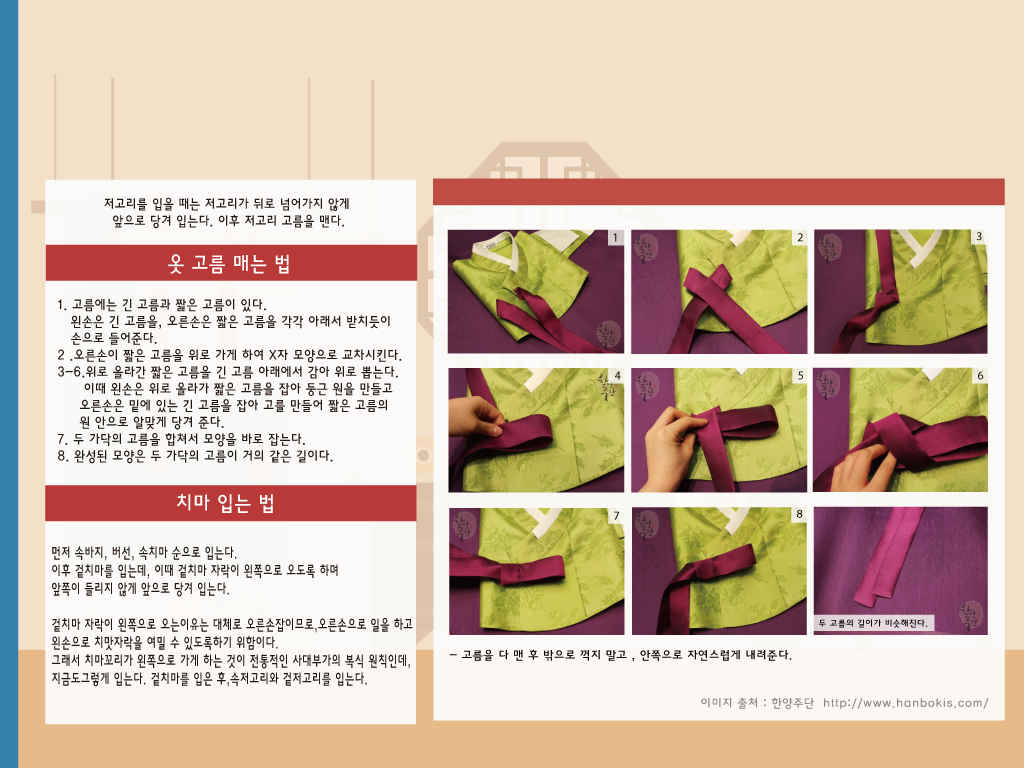 저고리를 입을 때는 저고리가 뒤로 넘어가지 않게
앞으로 당겨 입는다. 이후 저고리 고름을 맨다.
옷 고름 매는 법
1. 고름에는 긴 고름과 짧은 고름이 있다.
왼손은 긴 고름을, 오른손은 짧은 고름을 각각 아래서 받치듯이
손으로 들어준다.
2 .오른손이 짧은 고름을 위로 가게 하여 X자 모양으로 교차시킨다.
3-6.위로 올라간 짧은 고름을 긴 고름 아래에서 감아 위로 뽑는다.
이때 왼손은 위로 올라가 짧은 고름을 잡아 둥근 원을 만들고
오른손은 밑에 있는 긴 고름을 잡아 고를 만들어 짧은 고름의
원 안으로 알맞게 당겨 준다.
7. 두 가닥의 고름을 합쳐서 모양을 바로 잡는다.
8. 완성된 모양은 두 가닥의 고름이 거의 같은 길이다.
치마 입는 법
먼저 속바지, 버선, 속치마 순으로 입는다.
이후 겉치마를 입는데, 이때 겉치마 자락이 왼쪽으로 오도록 하며
앞쪽이 들리지 않게 앞으로 당겨 입는다.
겉치마 자락이 왼쪽으로 오는이유는 대체로 오른손잡이므로,오른손으로 일을 하고
왼손으로 치맛자락을 여밀 수 있도록하기 위함이다.
그래서 치마꼬리가 왼쪽으로 가게 하는 것이 전통적인 사대부가의 복식 원칙인데,
지금도그렇게 입는다. 겉치마를 입은 후,속저고리와 겉저고리를 입는다.
1
2
3
4
5
6
7
8
두 고름의 길이가 비슷해진다.
- 고름을 다 맨 후 밖으로 꺽지 말고 , 안쪽으로 자연스럽게 내려준다.
이미지 출처 : 한양주단 http://www.hanbokis.com/